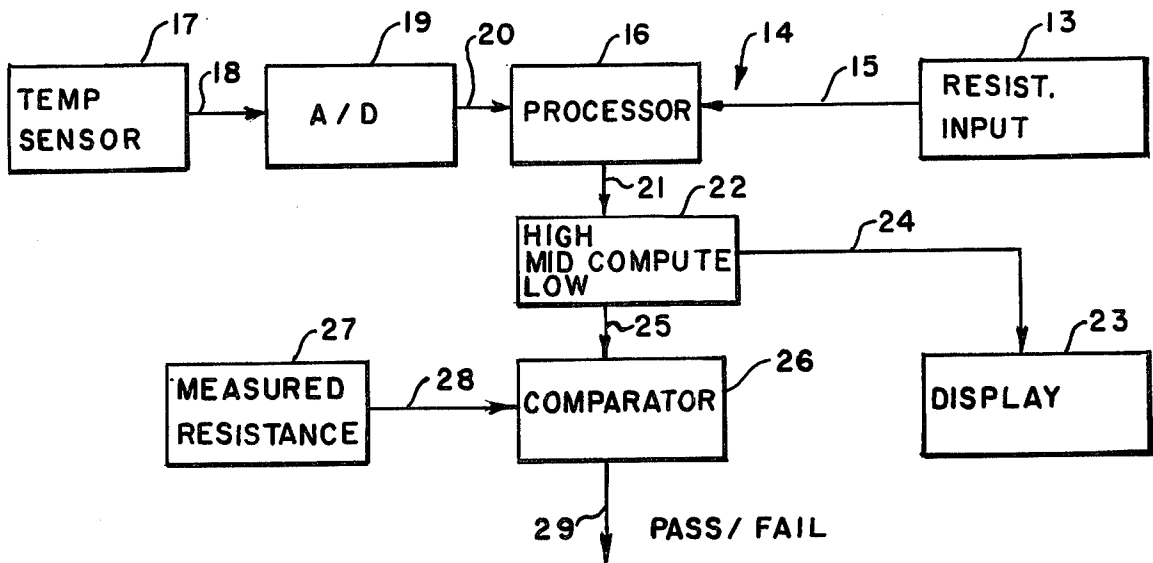 17
19
20
16
14
13
18
15
TEMP
SENSOR
A/D
PROCESSOR
RESIST.
INPUT
21
22
24
HIGH
MID COMPUTE
LOW
25
27
28
26
23
MEASURED
RESISTANCE
COMPARATOR
DISPLAY
29
PASS/ FAIL